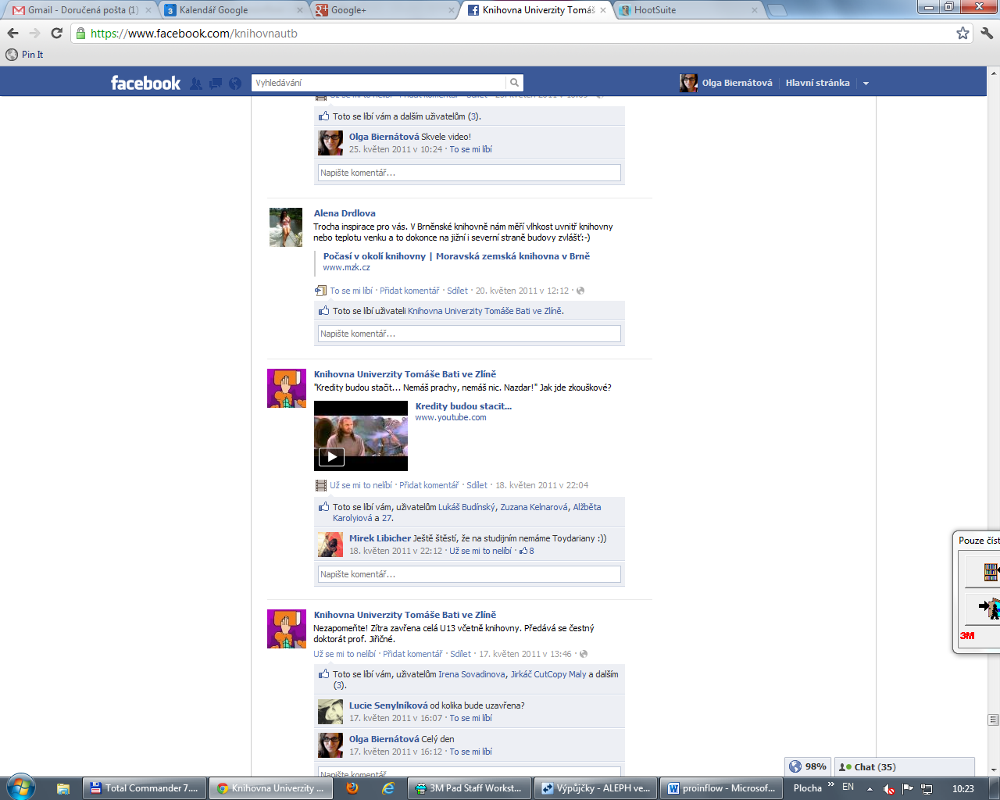 Gmail - Doručená pošta (1)
Kalendář Google
Google+
Knihovna Univerzity Tomáš
HootSuite
https://www.facebook.com/knihovnautb
Pin It
facebook
Vyhledávání
Olga Biernátová
Hlavní stránka
Toto se líbí vám a dalším uživatelům (3).
Olga Biernátová Skvele video!
25. květen 2011 v 10:24 · To se mi líbí
Napište komentář...
Alena Drdlova
Trocha inspirace pro vás. V Brněnské knihovně nám měří vlhkost uvnitř knihovny
nebo teplotu venku a to dokonce na jižní i severní straně budovy zvlášť:-)
Počasí v okolí knihovny | Moravská zemská knihovna v Brně
www.mzk.cz
To se mi líbí · Přidat komentář · Sdílet · 20. květen 2011 v 12:12 ·
Toto se líbí uživateli Knihovna Univerzity Tomáše Bati ve Zlíně.
Napište komentář...
Knihovna Univerzity Tomáše Bati ve Zlíně
"Kredity budou stačit... Nemáš prachy, nemáš nic. Nazdar!" Jak jde zkouškové?
Kredity budou stacit...
www.youtube.com
Už se mi to nelíbí · Přidat komentář · Sdílet · 18. květen 2011 v 22:04
Toto se líbí vám, uživatelům Lukáš Budínský, Zuzana Kelnarová, Alžběta
Karolyiová a 27.
Mirek Libicher Ještě štěstí, že na studijním nemáme Toydariany :))
18. květen 2011 v 22:12 · Už se mi to nelíbí · 8
Napište komentář...
Knihovna Univerzity Tomáše Bati ve Zlíně
Nezapomeňte! Zítra zavřena celá U13 včetně knihovny. Předává se čestný
doktorát prof. Jiřičné.
Už se mi to nelíbí · Přidat komentář · Sdílet · 17. květen 2011 v 13:46 ·
Toto se líbí vám, uživatelům Irena Sovadinova, Jirkáč CutCopy Maly a dalším
(3).
Lucie Senylníková od kolika bude uzavřena?
17. květen 2011 v 16:07 · To se mi líbí
Olga Biernátová Celý den
17. květen 2011 v 16:12 · To se mi líbí
Napište komentář...
Pouze číst
3M
98%
Chat (35)
Total Commander 7....
Knihovna Univerzity ...
3M Pad Staff Workst...
Výpůjčky - ALEPH ve...
proinflow - Microsof...
Plocha
EN
10:23